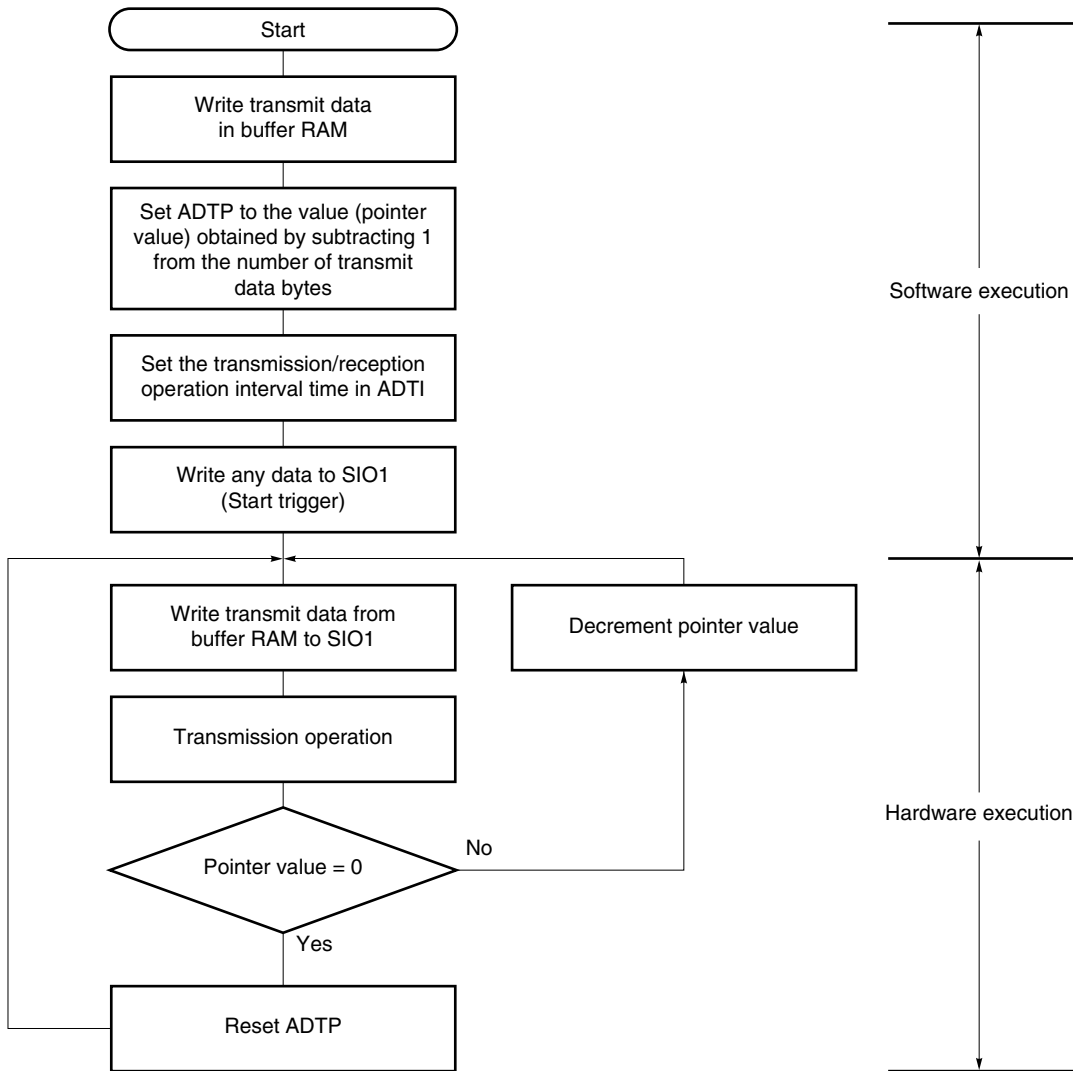 Start
Write transmit data
in buffer RAM
Set ADTP to the value (pointer
value) obtained by subtracting 1
from the number of transmit
data bytes
Software execution
Set the transmission/reception
operation interval time in ADTI
Write any data to SIO1
(Start trigger)
Write transmit data from
buffer RAM to SIO1
Decrement pointer value
Transmission operation
Hardware execution
Pointer value = 0
No
Yes
Reset ADTP